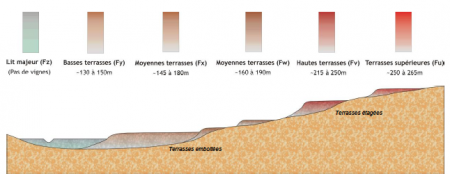 Lit majeur (Fz)
(Pas de vignes)
Basses terrasses (Fy)
~130 à 150m
Moyennes terrasses (Fx)
~145 à 180m
Moyennes terrasses (Fw)
~160 à 190m
Hautes terrasses (Fv)
~215 à 250m
Terrasses supérieures (Fu)
~250 à 265m
Terrasses étagées
Terrasses emboîtées